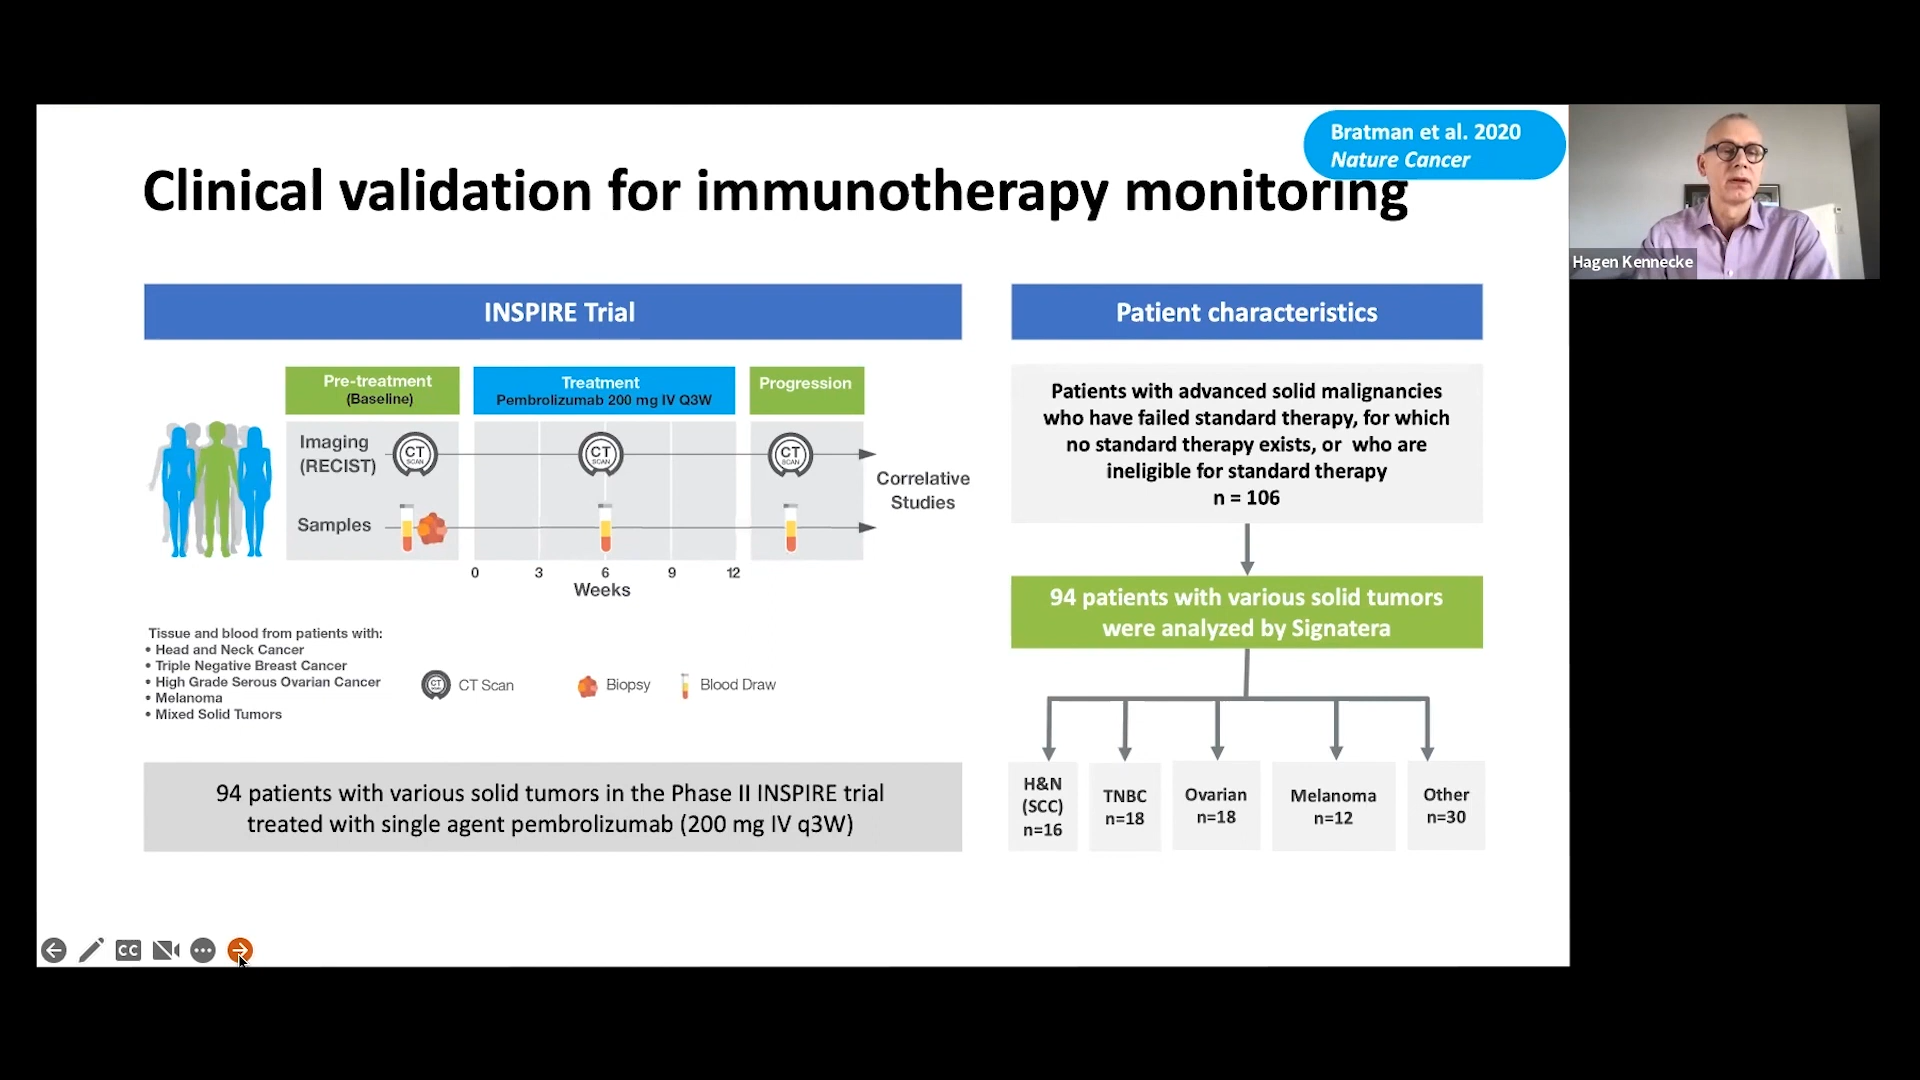 Bratman et al. 2020
Nature Cancer
Clinical validation for immunotherapy monitoring
Hagen Kennecke
INSPIRE Trial
Pre-treatment
(Baseline)
Treatment
Pembrolizumab 200 mg IV Q3W
Progression
Imaging
(RECIST)
CT
SCAN
CT
SCAN
CT
SCAN
Samples
Correlative
Studies
0 3 6 9 12
Weeks
Tissue and blood from patients with:
• Head and Neck Cancer
• Triple Negative Breast Cancer
• High Grade Serous Ovarian Cancer
• Melanoma
• Mixed Solid Tumors
CT
SCAN
CT Scan
Biopsy
Blood Draw
94 patients with various solid tumors in the Phase II INSPIRE trial
treated with single agent pembrolizumab (200 mg IV q3W)
Patient characteristics
Patients with advanced solid malignancies
who have failed standard therapy, for which
no standard therapy exists, or who are
ineligible for standard therapy
n = 106
94 patients with various solid tumors
were analyzed by Signatera
H&N
(SCC)
n=16
TNBC
n=18
Ovarian
n=18
Melanoma
n=12
Other
n=30
CC